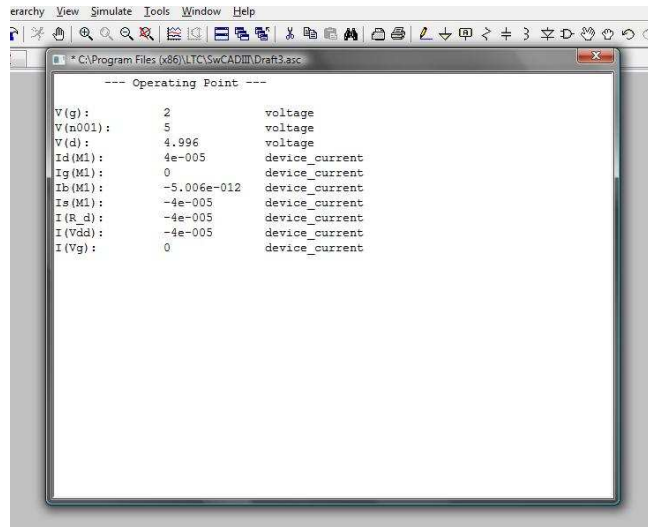 erarchy View Simulate Tools Window Help
* C:\Program Files (x86)\LTC\SwCADIII\Draft3.asc
--- Operating Point ---
V(g): 2 voltage
V(n001): 5 voltage
V(d): 4.996 voltage
Id(M1): 4e-005 device_current
Ig(M1): 0 device_current
Ib(M1): -5.006e-012 device_current
Is(M1): -4e-005 device_current
I(R_d): -4e-005 device_current
I(Vdd): -4e-005 device_current
I(Vg): 0 device_current